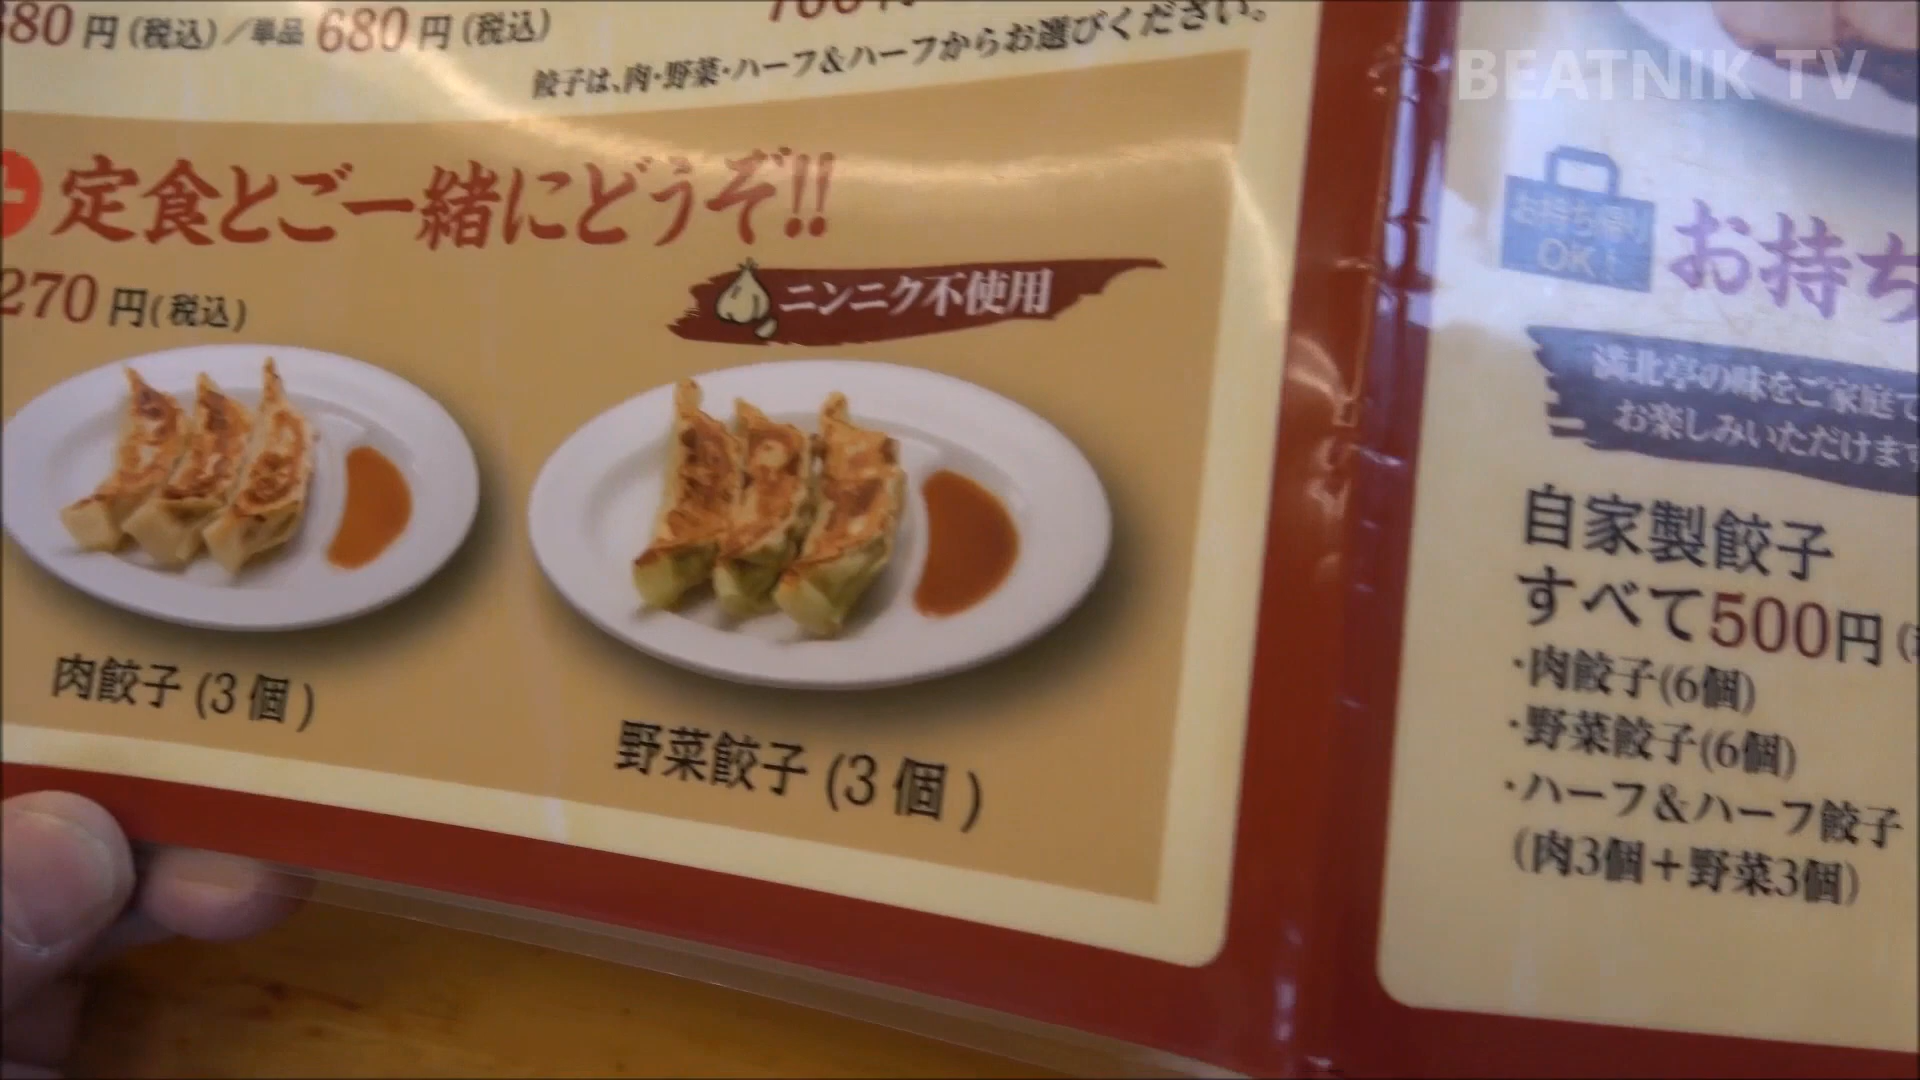 80円(税込)/単品 680円(税込)
餃子は、肉・野菜・ハーフ&ハーフからお選びください。
定食とご一緒にどうぞ!!
270円(税込)
ニンニク不使用
肉餃子(3個)
野菜餃子(3個)
BEATNIK TV
お持ち帰り
OK!
お持ち
満北亭の味をご家庭で
お楽しみいただけます
自家製餃子
すべて500円
・肉餃子(6個)
・野菜餃子(6個)
・ハーフ&ハーフ餃子
(肉3個+野菜3個)